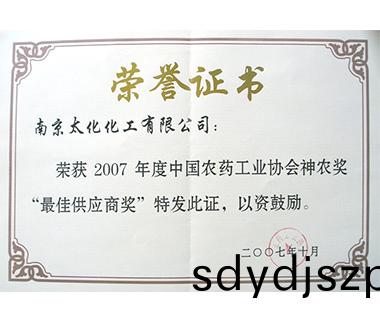 荣誉证书
南京太化化工有限公司：
荣获 2007 年度中国农药工业协会神农奖
“最佳供应商奖”特发此证，以资鼓励。
二〇〇七年十月
sdydjszp